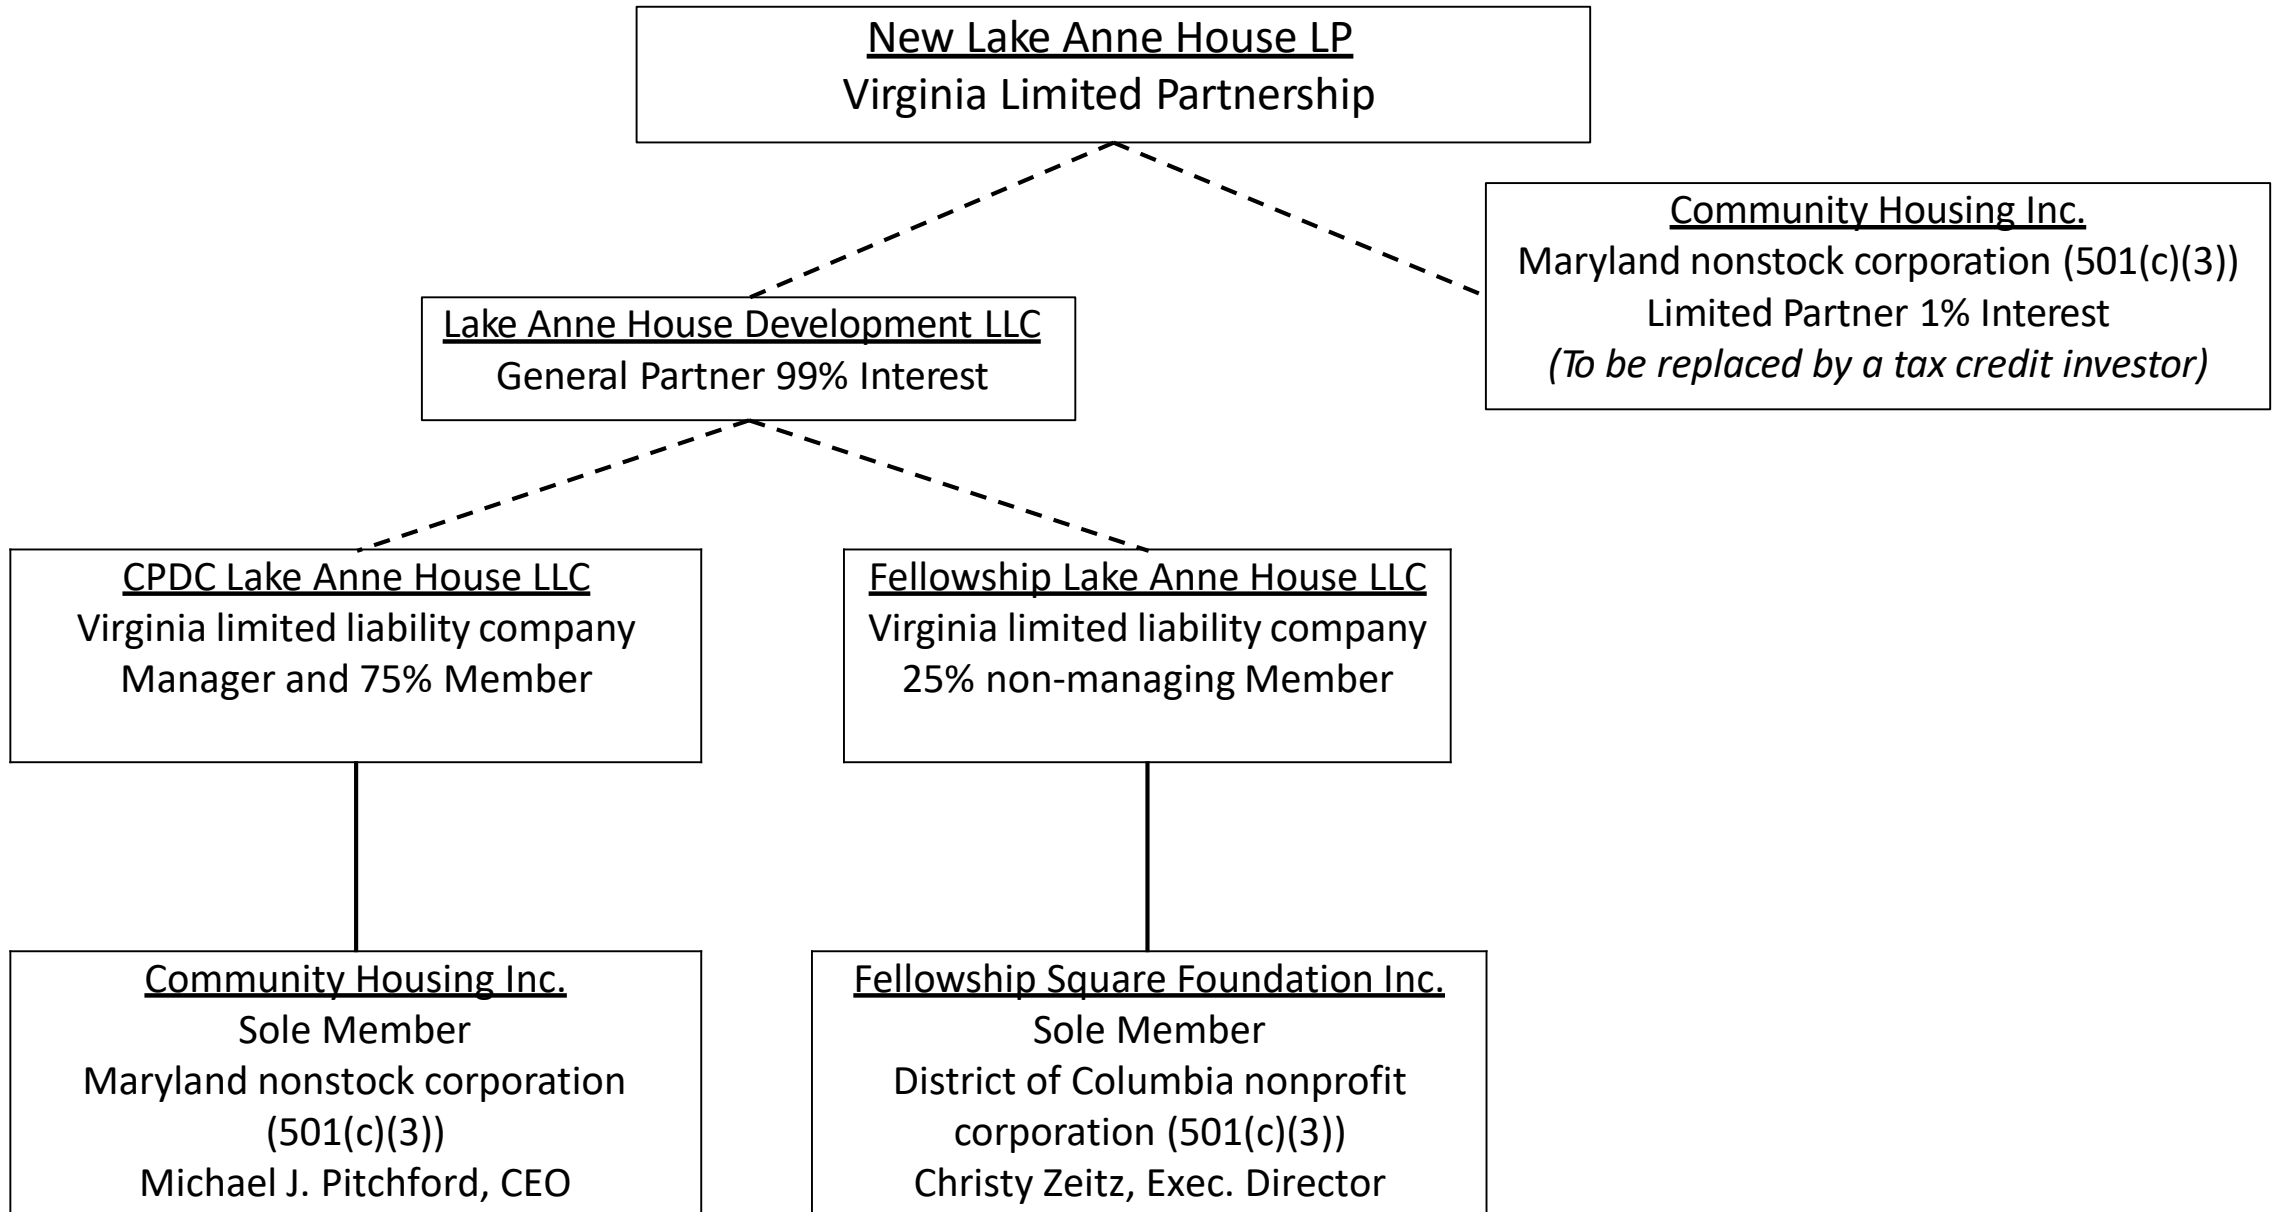 New Lake Anne House LP
Virginia Limited Partnership
Community Housing Inc.
Maryland nonstock corporation (501(c)(3))
Limited Partner 1% Interest
(To be replaced by a tax credit investor)
Lake Anne House Development LLC
General Partner 99% Interest
CPDC Lake Anne House LLC
Virginia limited liability company
Manager and 75% Member
Fellowship Lake Anne House LLC
Virginia limited liability company
25% non-managing Member
Community Housing Inc.
Sole Member
Maryland nonstock corporation
(501(c)(3))
Michael J. Pitchford, CEO
Fellowship Square Foundation Inc.
Sole Member
District of Columbia nonprofit
corporation (501(c)(3))
Christy Zeitz, Exec. Director